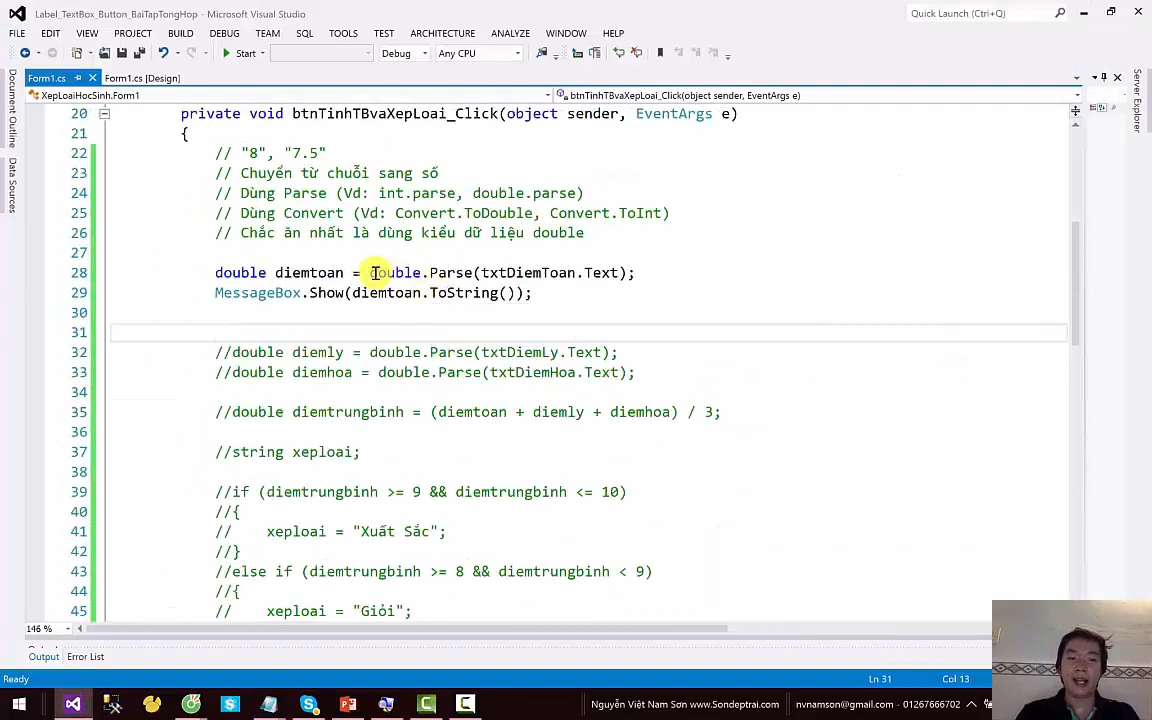 Label_TextBox_Button_BaiTapTongHop - Microsoft Visual Studio
Quick Launch (Ctrl+Q)
FILE EDIT VIEW PROJECT BUILD DEBUG TEAM SQL TOOLS TEST ARCHITECTURE ANALYZE WINDOW HELP
Start Debug Any CPU
Form1.cs Form1.cs [Design]
XepLoaiHocSinh.Form1 btnTinhTBvaXepLoai_Click(object sender, EventArgs e)
Document Outline
Data Sources
Server Explorer
20 private void btnTinhTBvaXepLoai_Click(object sender, EventArgs e)
21 {
22 // "8", "7.5"
23 // Chuyển từ chuỗi sang số
24 // Dùng Parse (Vd: int.parse, double.parse)
25 // Dùng Convert (Vd: Convert.ToDouble, Convert.ToInt)
26 // Chắc ăn nhất là dùng kiểu dữ liệu double
27
28 double diemtoan = double.Parse(txtDiemToan.Text);
29 MessageBox.Show(diemtoan.ToString());
30
31
32 //double diemly = double.Parse(txtDiemLy.Text);
33 //double diemhoa = double.Parse(txtDiemHoa.Text);
34
35 //double diemtrungbinh = (diemtoan + diemly + diemhoa) / 3;
36
37 //string xeploai;
38
39 //if (diemtrungbinh >= 9 && diemtrungbinh <= 10)
40 //{
41 // xeploai = "Xuất Sắc";
42 //}
43 //else if (diemtrungbinh >= 8 && diemtrungbinh < 9)
44 //{
45 // xeploai = "Giỏi";
146 %
Output Error List
Ready Ln 31 Col 13
Nguyễn Việt Nam Sơn www.Sondeptrai.com nvnamson@gmail.com - 01267666702